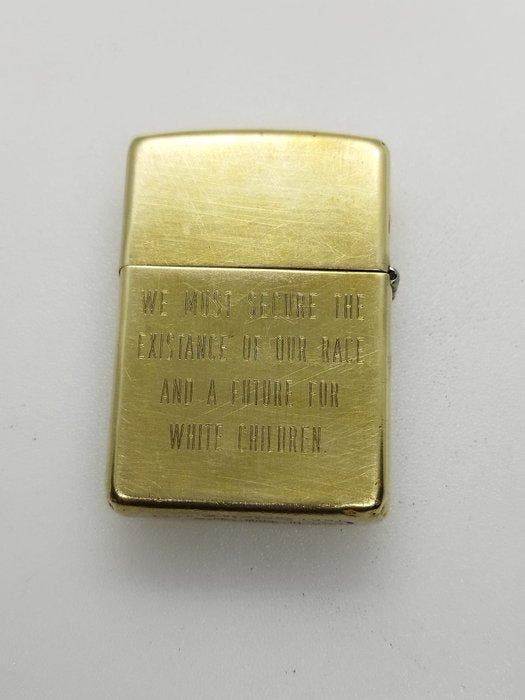 WE MUST SECURE THE
EXISTANCE OF OUR RACE
AND A FUTURE FOR
WHITE CHILDREN.